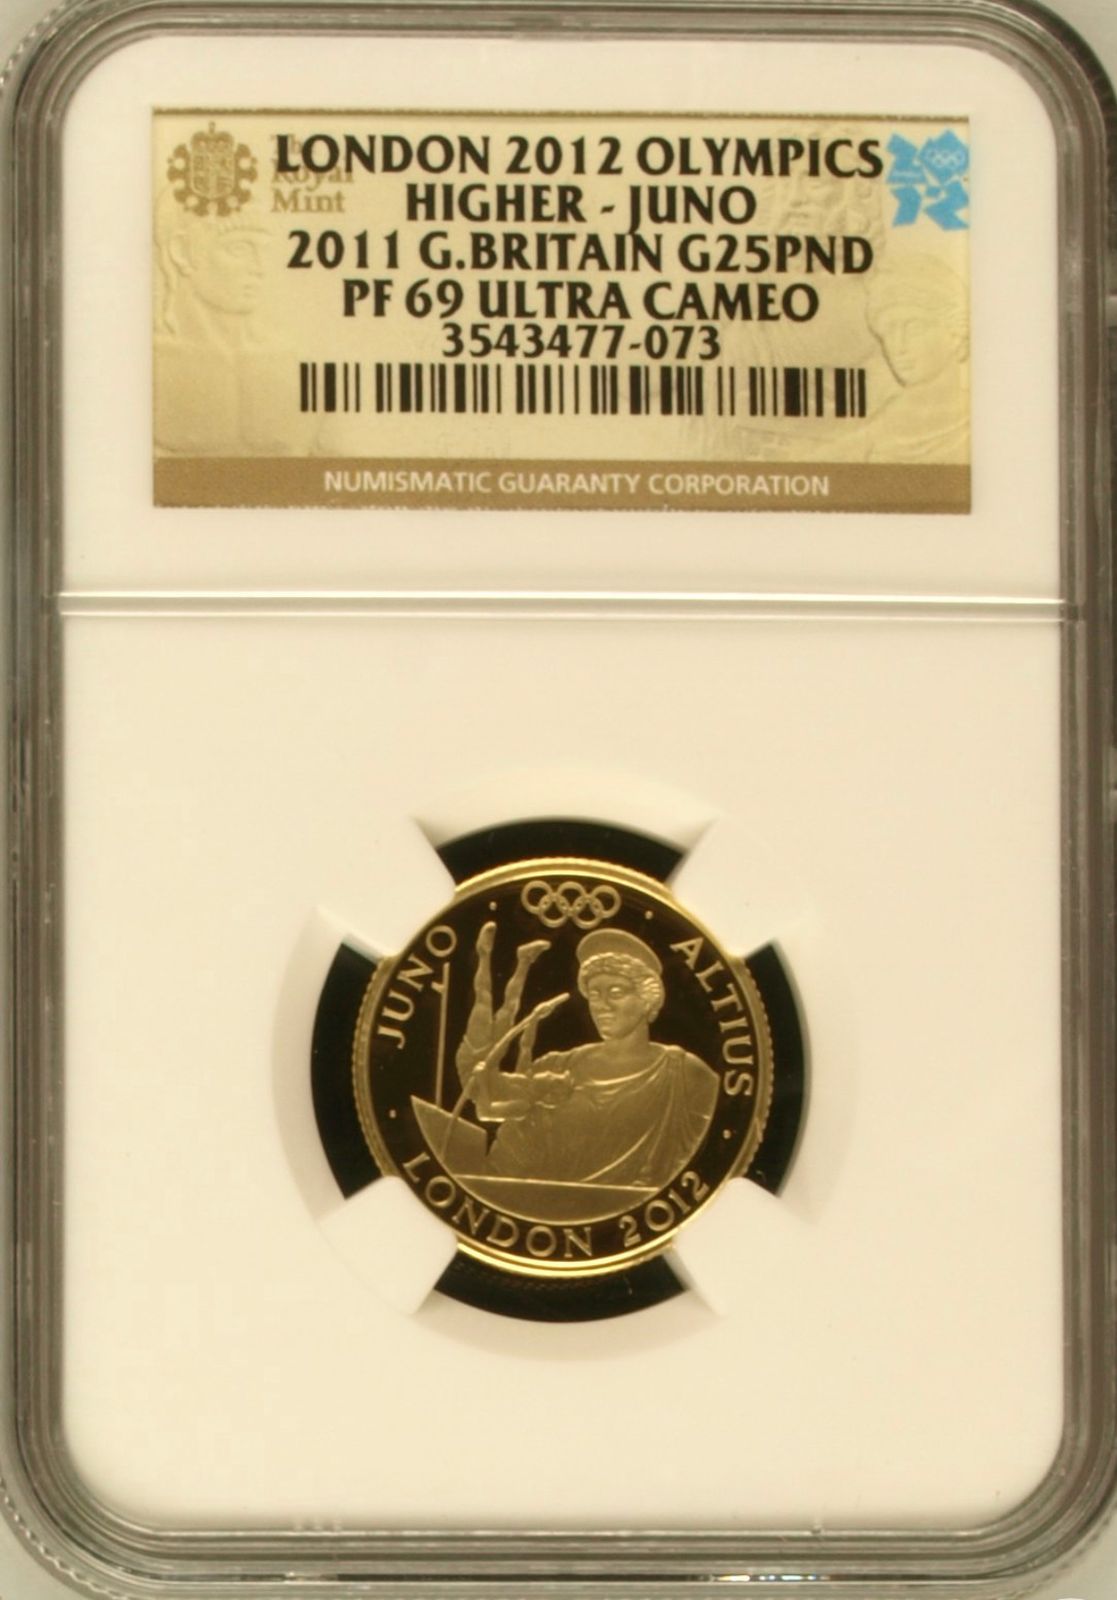 The
Royal
Mint
LONDON 2012 OLYMPICS
HIGHER - JUNO
2011 G.BRITAIN G25PND
PF 69 ULTRA CAMEO
3543477-073
NUMISMATIC GUARANTY CORPORATION
JUNO
ALTIUS
LONDON 2012